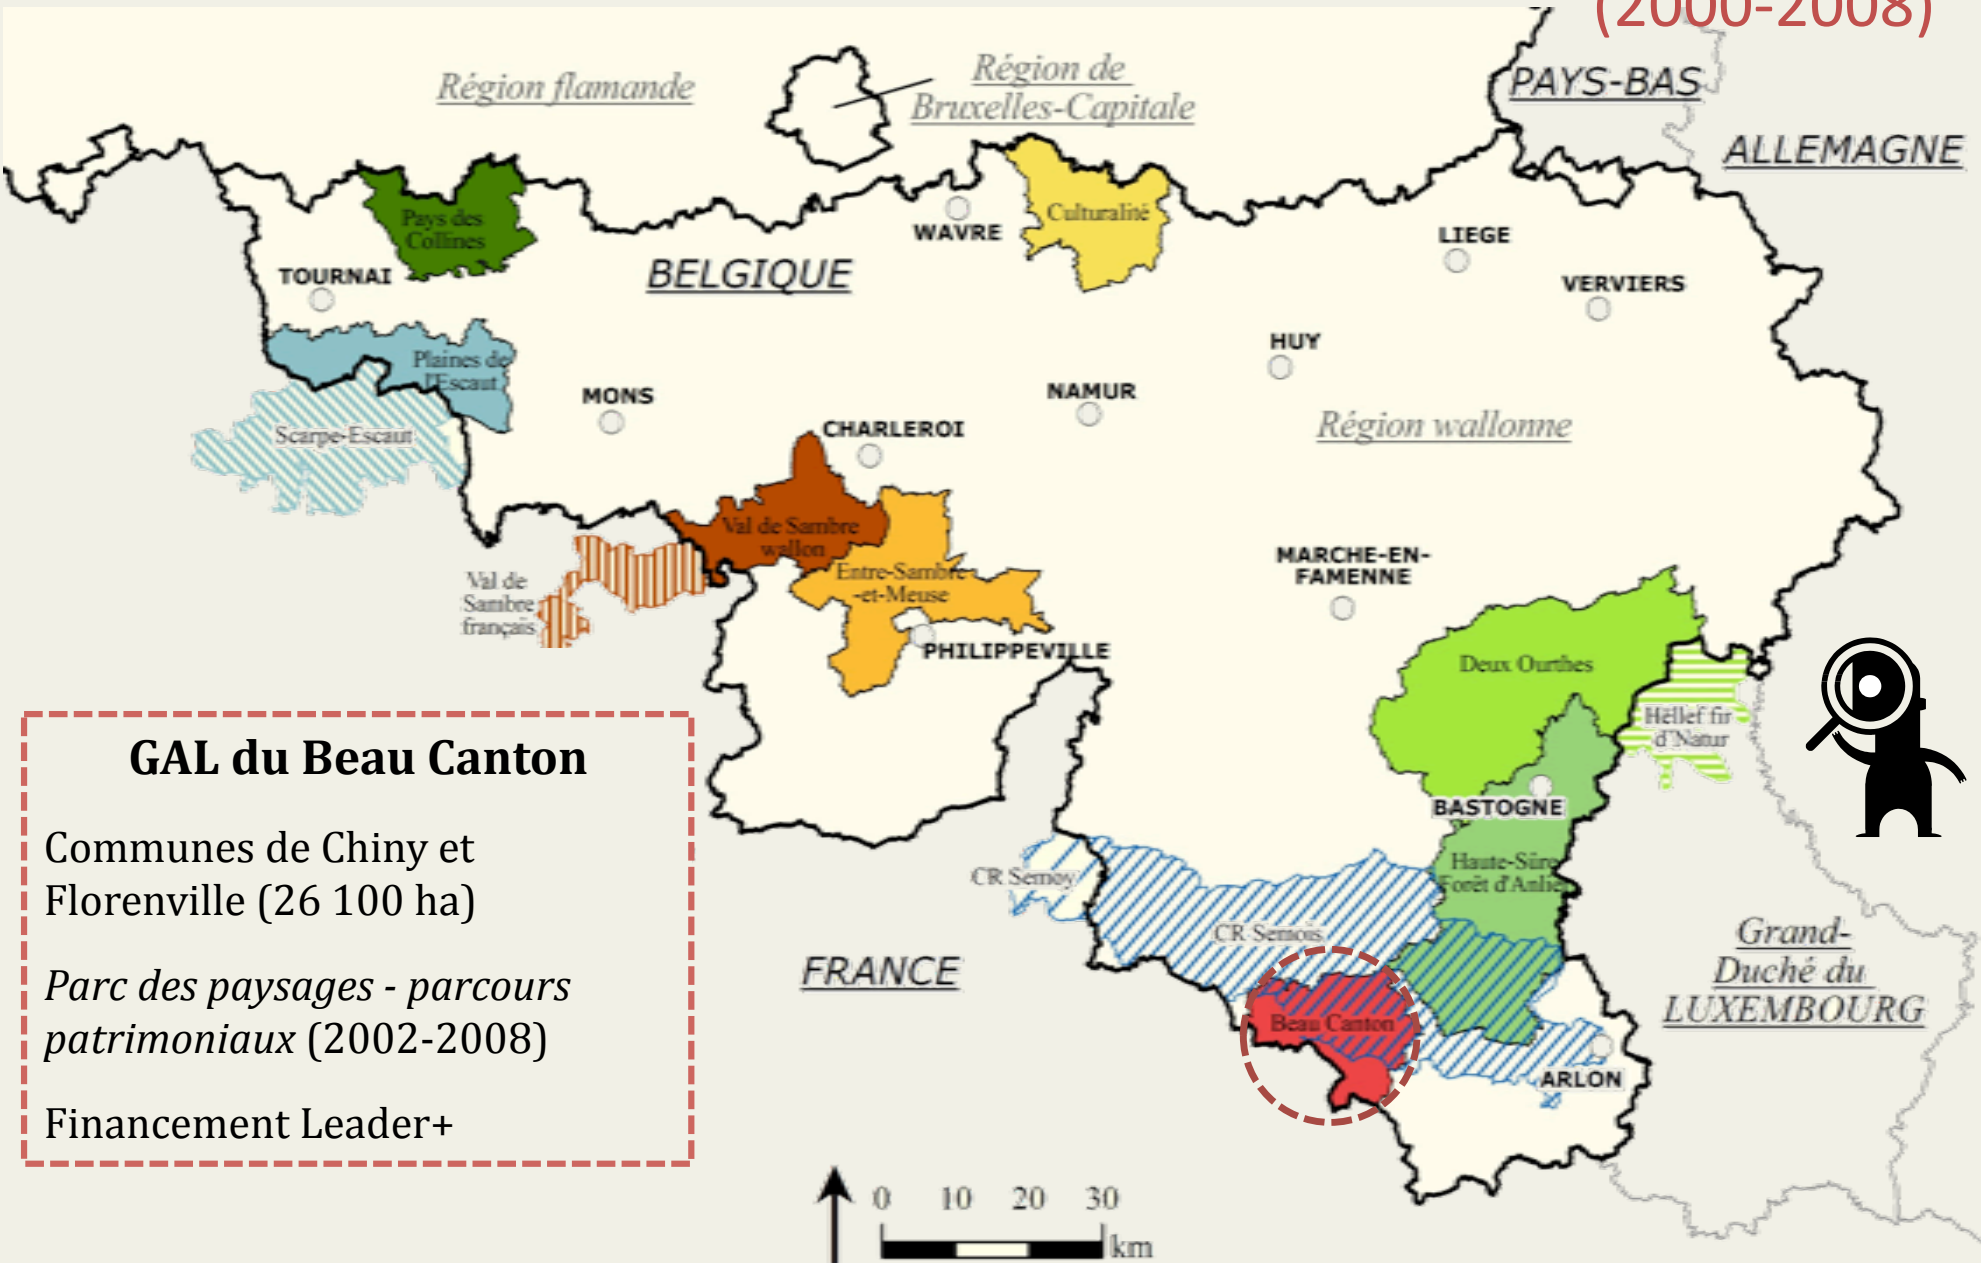 (2000-2008)
Région flamande
Région de
Bruxelles-Capitale
PAYS-BAS
ALLEMAGNE
Pays des
Collines
WAVRE
Culturalité
LIEGE
TOURNAI
BELGIQUE
VERVIERS
Plaines de
l'Escaut
HUY
MONS
NAMUR
Scarpe-Escaut
CHARLEROI
Région wallonne
Val de Sambre
wallon
MARCHE-EN-
FAMENNE
Val de
Sambre
français
Entre-Sambre
-et-Meuse
PHILIPPEVILLE
Deux Ourthes
Hëllef fir
d'Natur
BASTOGNE
GAL du Beau Canton
Communes de Chiny et
Florenville (26 100 ha)
Parc des paysages - parcours
patrimoniaux (2002-2008)
Financement Leader+
CR Semoy
Haute-Sûre
Forêt d'Anlier
CR Semois
FRANCE
Grand-
Duché du
LUXEMBOURG
Beau Canton
ARLON
0 10 20 30
km